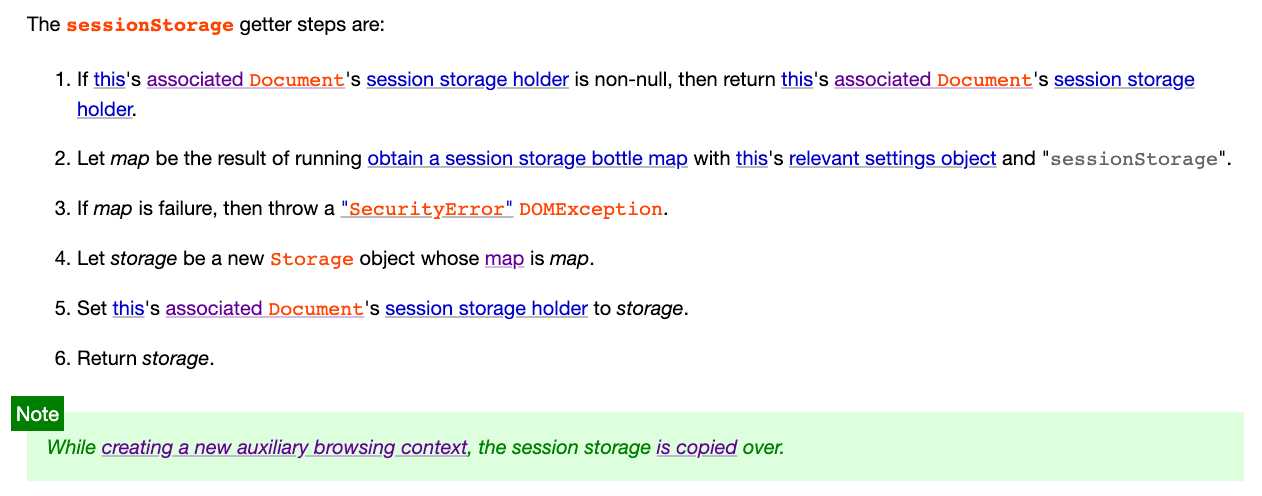 The sessionStorage getter steps are:
1. If this's associated Document's session storage holder is non-null, then return this's associated Document's session storage
holder.
2. Let map be the result of running obtain a session storage bottle map with this's relevant settings object and "sessionStorage".
3. If map is failure, then throw a "SecurityError" DOMException.
4. Let storage be a new Storage object whose map is map.
5. Set this's associated Document's session storage holder to storage.
6. Return storage.
Note
While creating a new auxiliary browsing context, the session storage is copied over.